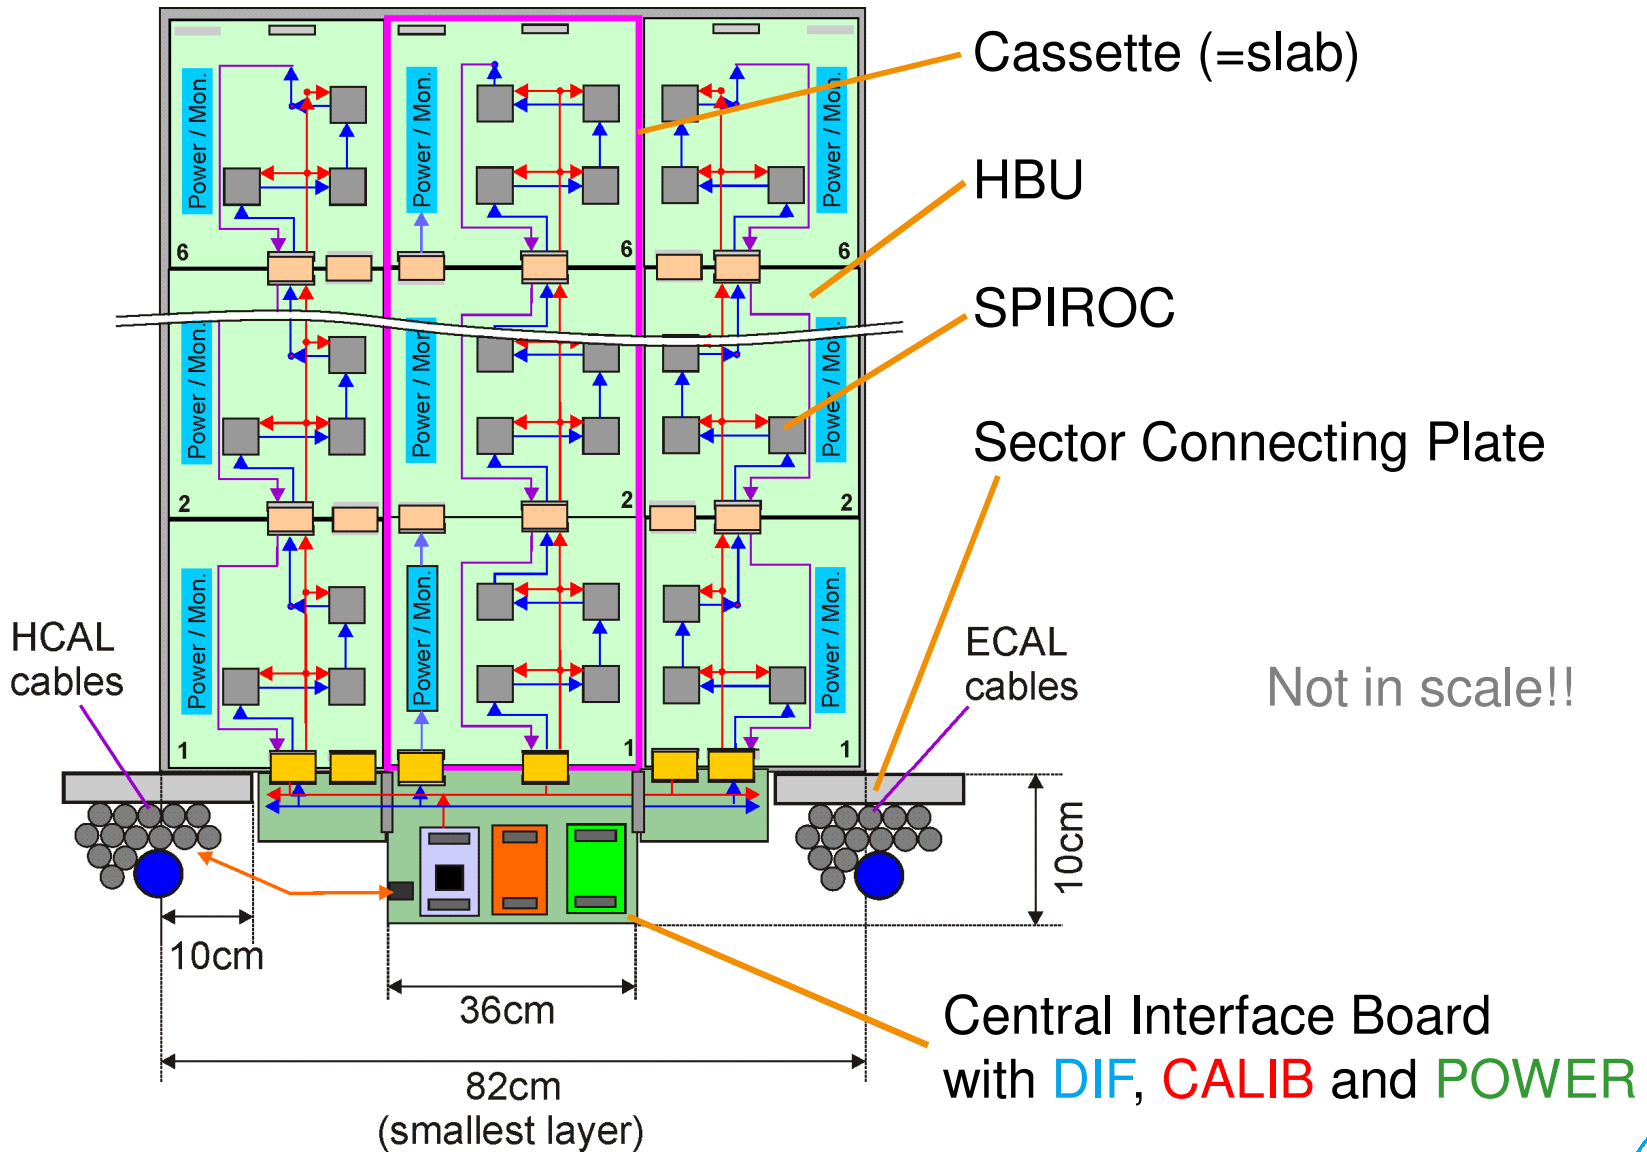 Cassette (=slab)
HBU
SPIROC
Sector Connecting Plate
Power / Mon.
Power / Mon.
Power / Mon.
6
6
6
Power / Mon.
Power / Mon.
Power / Mon.
2
2
2
Power / Mon.
Power / Mon.
Power / Mon.
1
1
1
HCAL
cables
ECAL
cables
Not in scale!!
10cm
10cm
36cm
82cm
(smallest layer)
Central Interface Board
with DIF, CALIB and POWER